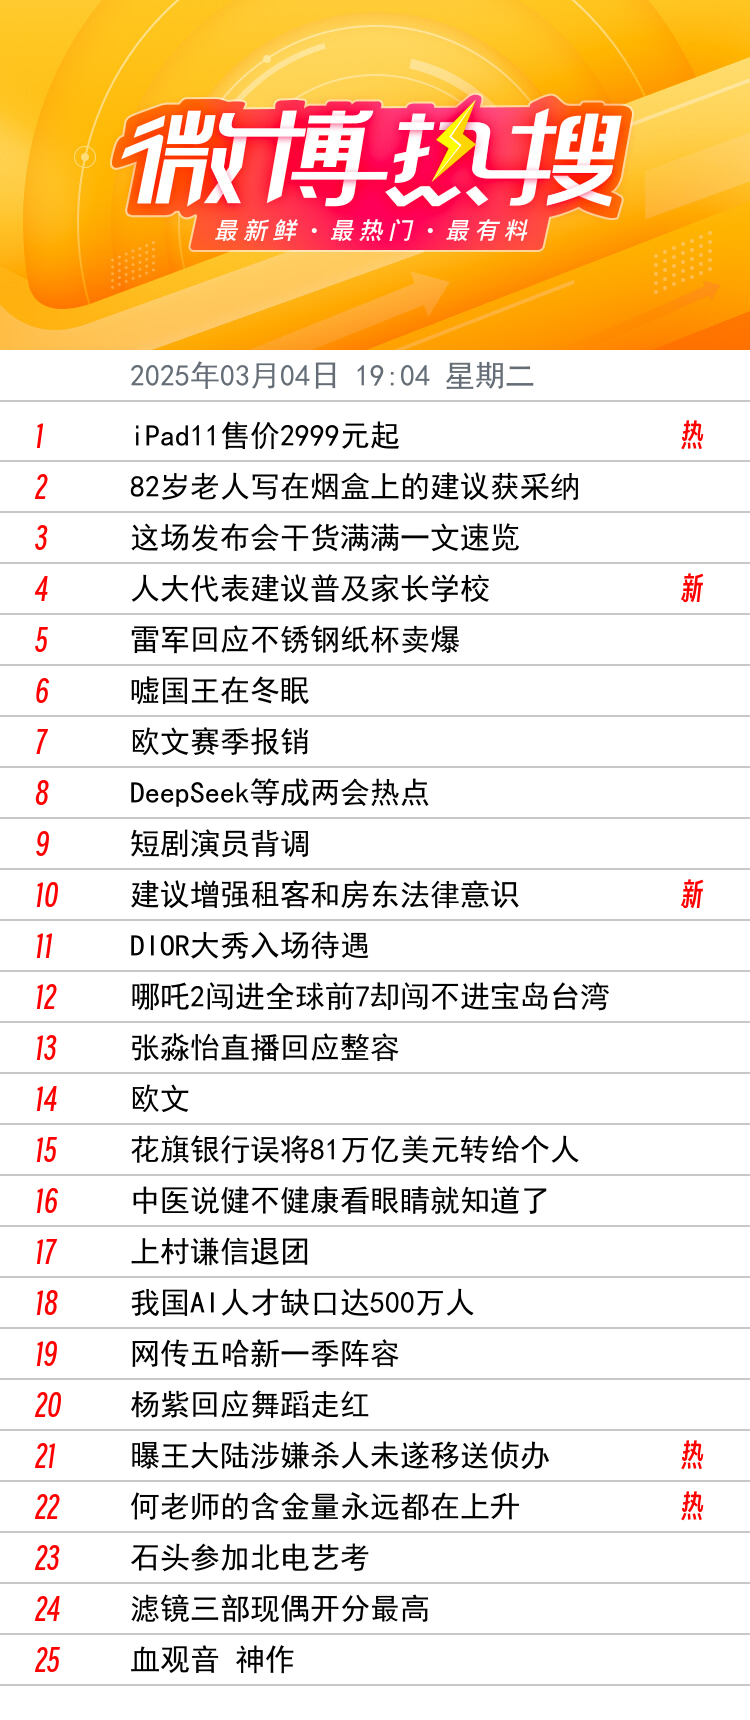 微博热搜
最新鲜·最热门·最有料
2025年03月04日 19:04 星期二
1 iPad11售价2999元起 热
2 82岁老人写在烟盒上的建议获采纳
3 这场发布会干货满满一文速览
4 人大代表建议普及家长学校 新
5 雷军回应不锈钢纸杯卖爆
6 嘘国王在冬眠
7 欧文赛季报销
8 DeepSeek等成两会热点
9 短剧演员背调
10 建议增强租客和房东法律意识 新
11 DIOR大秀入场待遇
12 哪吒2闯进全球前7却闯不进宝岛台湾
13 张淼怡直播回应整容
14 欧文
15 花旗银行误将81万亿美元转给个人
16 中医说健不健康看眼睛就知道了
17 上村谦信退团
18 我国AI人才缺口达500万人
19 网传五哈新一季阵容
20 杨紫回应舞蹈走红
21 曝王大陆涉嫌杀人未遂移送侦办 热
22 何老师的含金量永远都在上升 热
23 石头参加北电艺考
24 滤镜三部现偶开分最高
25 血观音 神作